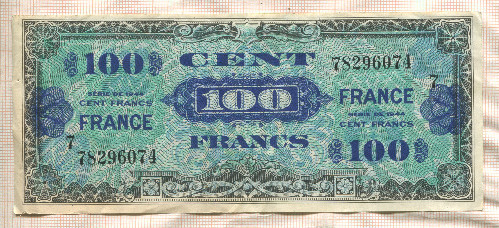 CENT
100
78296074
7
SÉRIE DE 1944
CENT FRANCS
FRANCE
100
FRANCE
SÉRIE DE 1944
CENT FRANCS
7
78296074
FRANCS
100